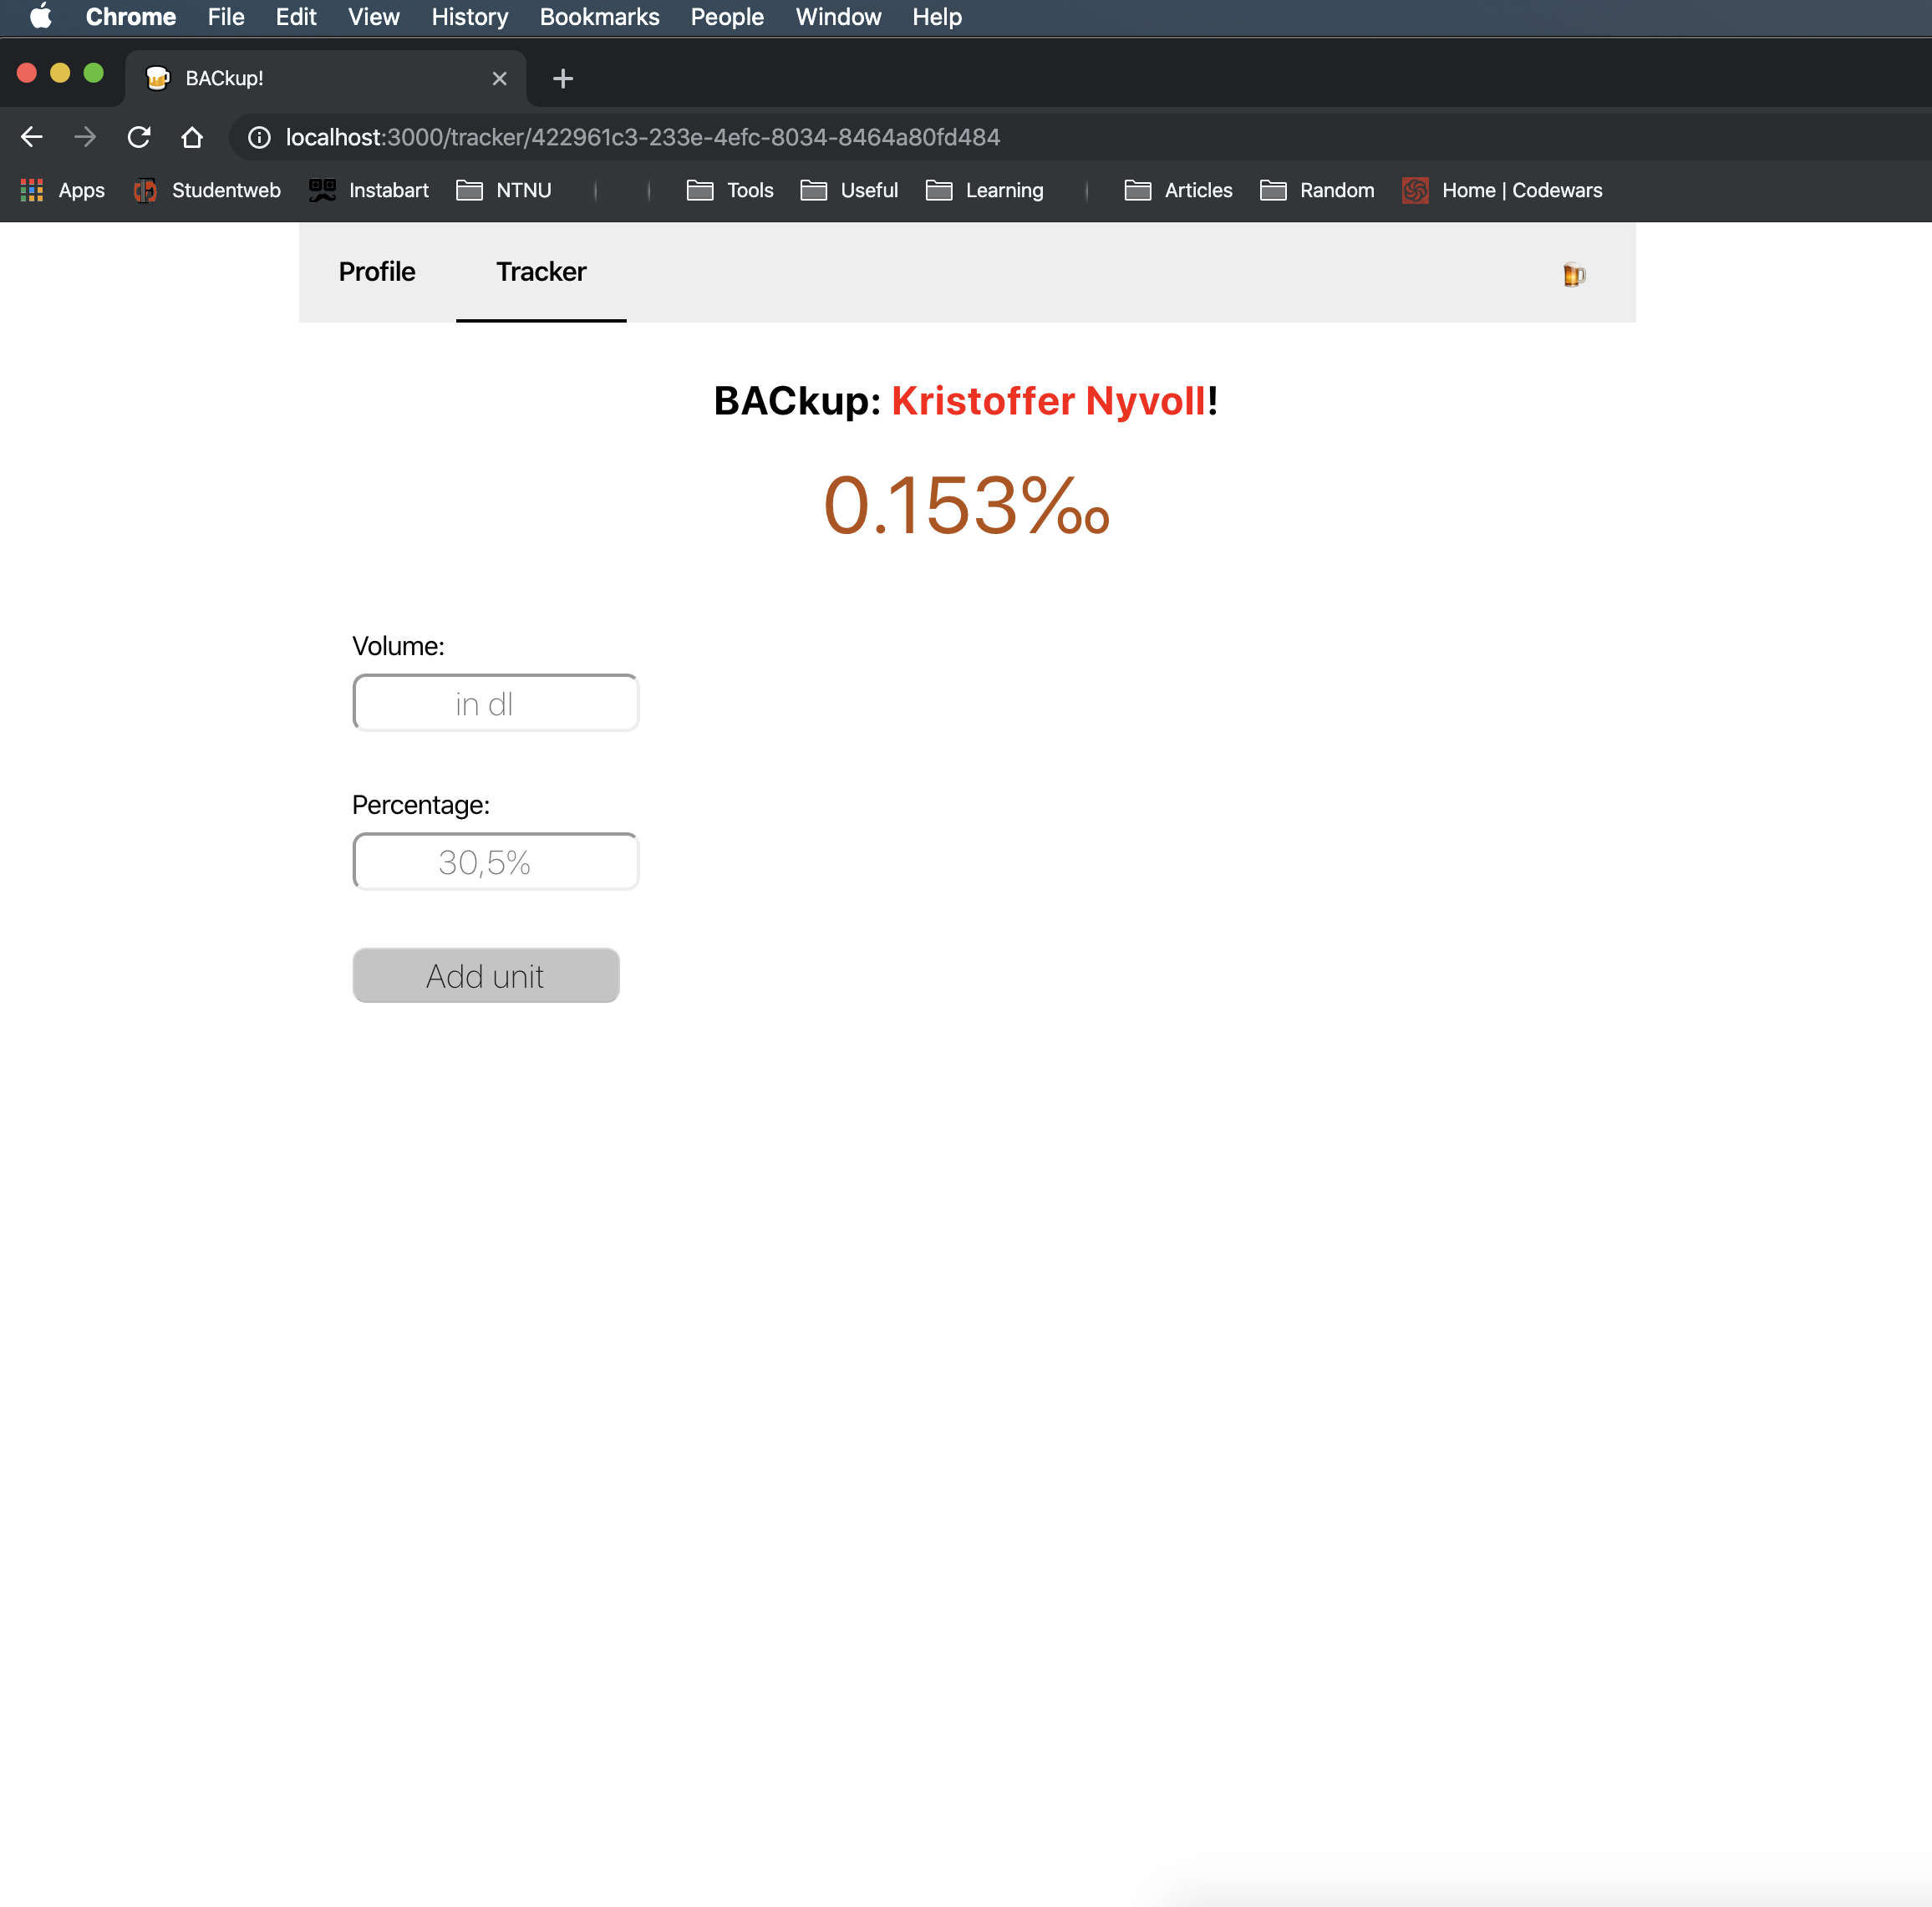 Chrome File Edit View History Bookmarks People Window Help
BACkup!
localhost:3000/tracker/422961c3-233e-4efc-8034-8464a80fd484
Apps Studentweb Instabart NTNU Tools Useful Learning Articles Random Home | Codewars
Profile Tracker
BACkup: Kristoffer Nyvoll!
0.153‰
Volume:
in dl
Percentage:
30,5%
Add unit